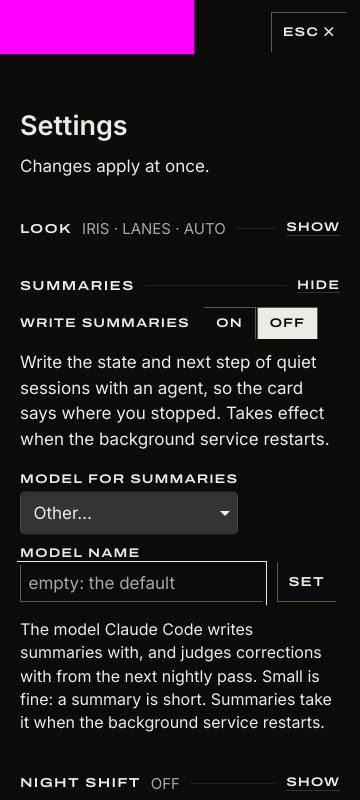 ESC ✕
Settings
Changes apply at once.
LOOK IRIS · LANES · AUTO SHOW
SUMMARIES HIDE
WRITE SUMMARIES ON OFF
Write the state and next step of quiet
sessions with an agent, so the card
says where you stopped. Takes effect
when the background service restarts.
MODEL FOR SUMMARIES
Other...
MODEL NAME
empty: the default SET
The model Claude Code writes
summaries with, and judges corrections
with from the next nightly pass. Small is
fine: a summary is short. Summaries take
it when the background service restarts.
NIGHT SHIFT OFF SHOW